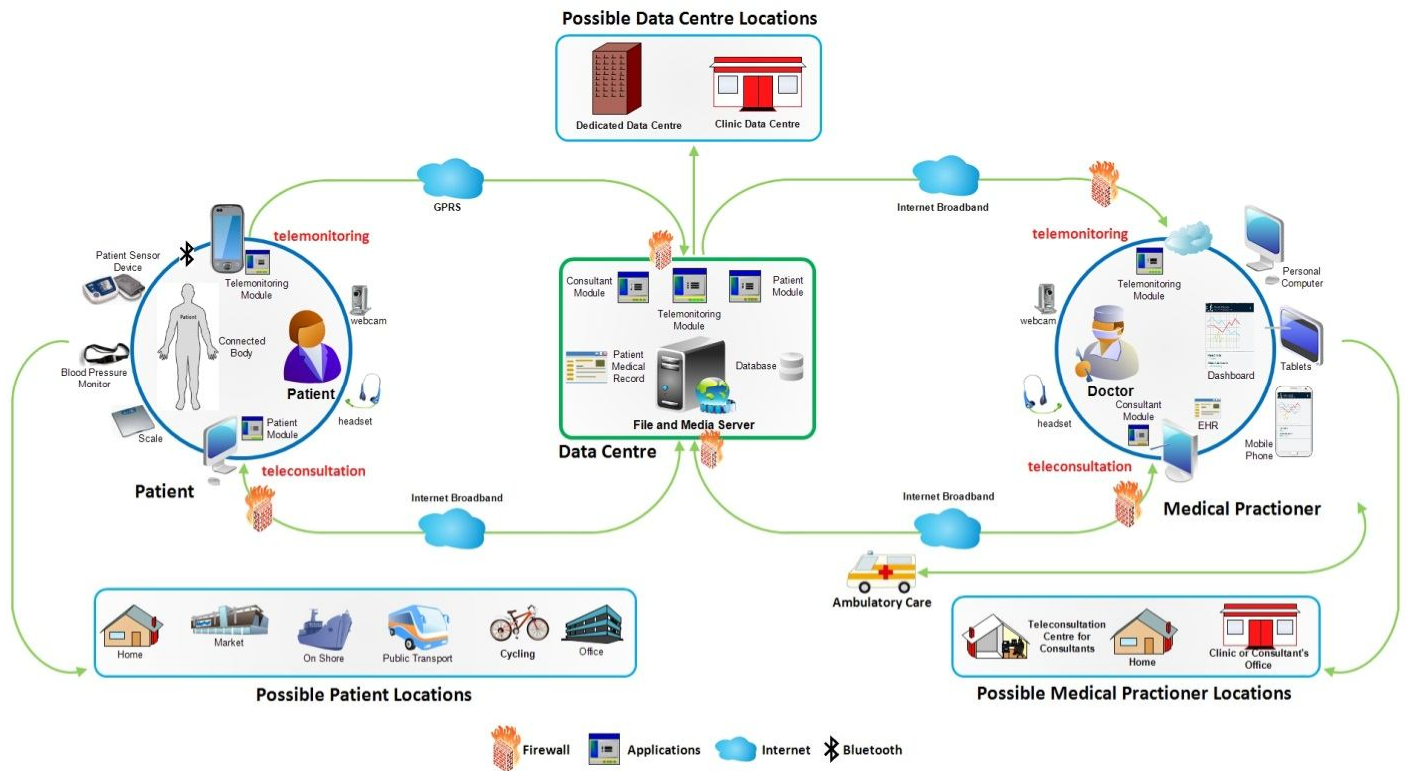 Possible Data Centre Locations
Dedicated Data Centre
Clinic Data Centre
GPRS
Internet Broadband
telemonitoring
Patient Sensor
Device
Telemonitoring
Module
Patient
Connected
Body
webcam
Blood Pressure
Monitor
Patient
headset
Scale
Patient
Module
teleconsultation
Patient
Internet Broadband
Consultant
Module
Telemonitoring
Module
Patient
Module
Patient
Medical
Record
Database
File and Media Server
Data Centre
telemonitoring
Telemonitoring
Module
Personal
Computer
webcam
Dashboard
Tablets
Doctor
headset
Consultant
Module
EHR
Mobile
Phone
teleconsultation
Medical Practioner
Internet Broadband
Ambulatory Care
Home
Market
On Shore
Public Transport
Cycling
Office
Possible Patient Locations
Teleconsultation
Centre for
Consultants
Home
Clinic or Consultant's
Office
Possible Medical Practioner Locations
Firewall
Applications
Internet
Bluetooth